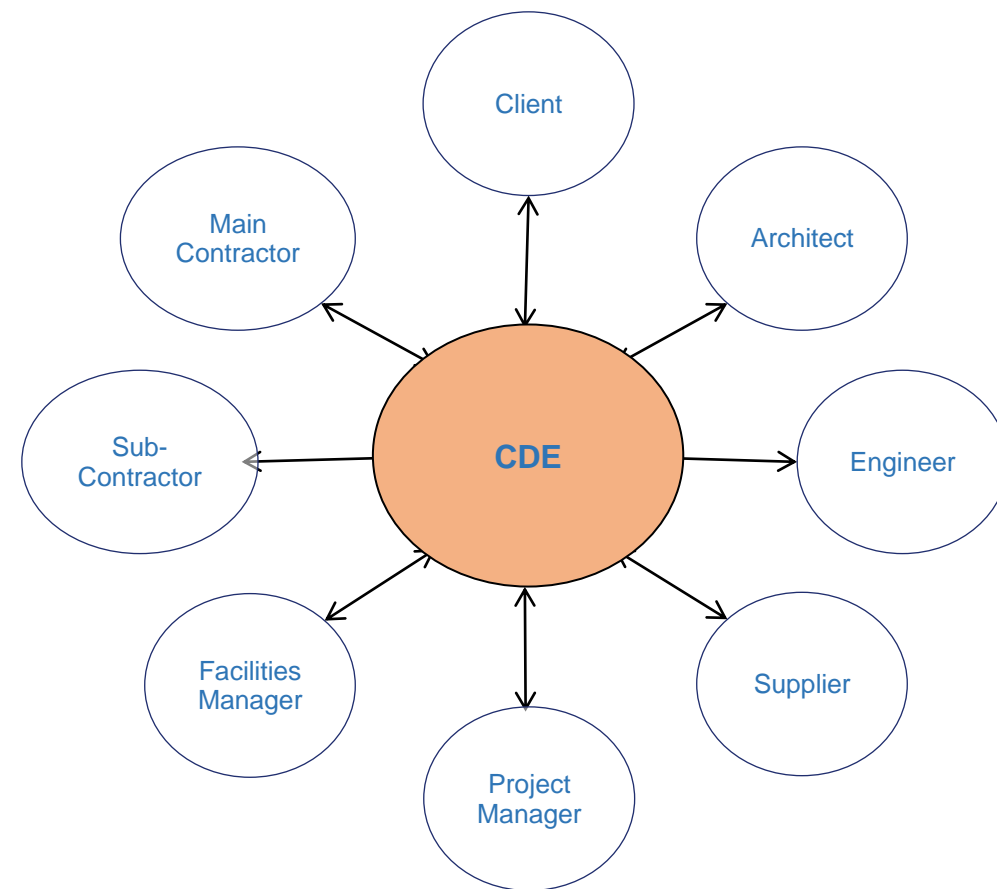 Client
Main
Contractor
Architect
Sub-
Contractor
CDE
Engineer
Facilities
Manager
Supplier
Project
Manager